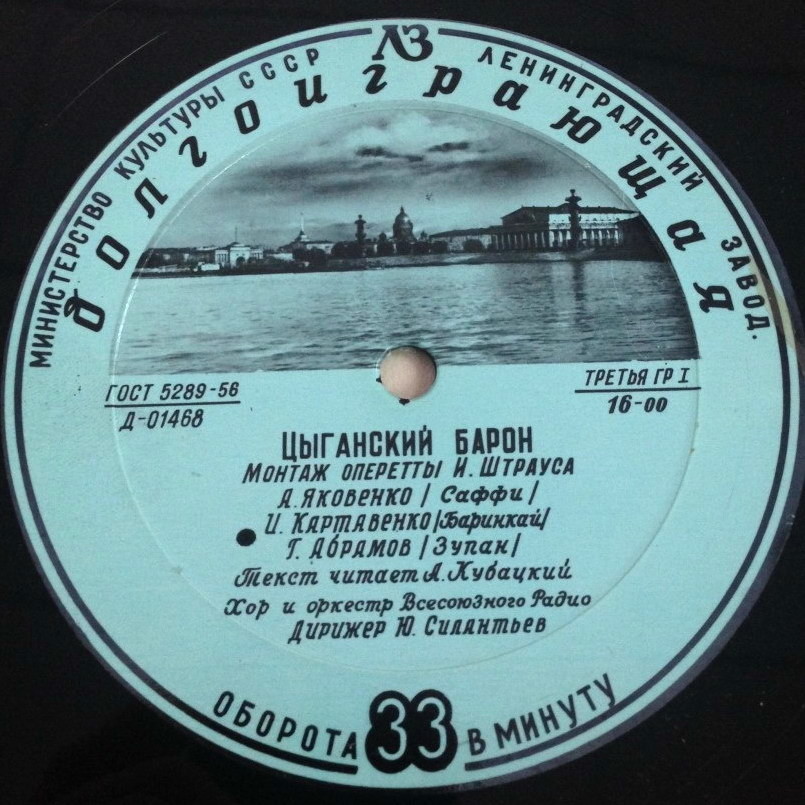 МИНИСТЕРСТВО КУЛЬТУРЫ СССР ЛЗ ЛЕНИНГРАДСКИЙ ЗАВОД.
долгоиграющая
ГОСТ 5289-56
Д-01468
ТРЕТЬЯ ГР I
16-00
ЦЫГАНСКИЙ БАРОН
МОНТАЖ ОПЕРЕТТЫ И. ШТРАУСА
А. ЯКОВЕНКО /Саффи/
И. КАРТАВЕНКО /Баринкай/
Г. АБРАМОВ /Зупан/
Текст читает А. Кубацкий
Хор и оркестр Всесоюзного Радио
Дирижер Ю. Силантьев
ОБОРОТА 33 В МИНУТУ